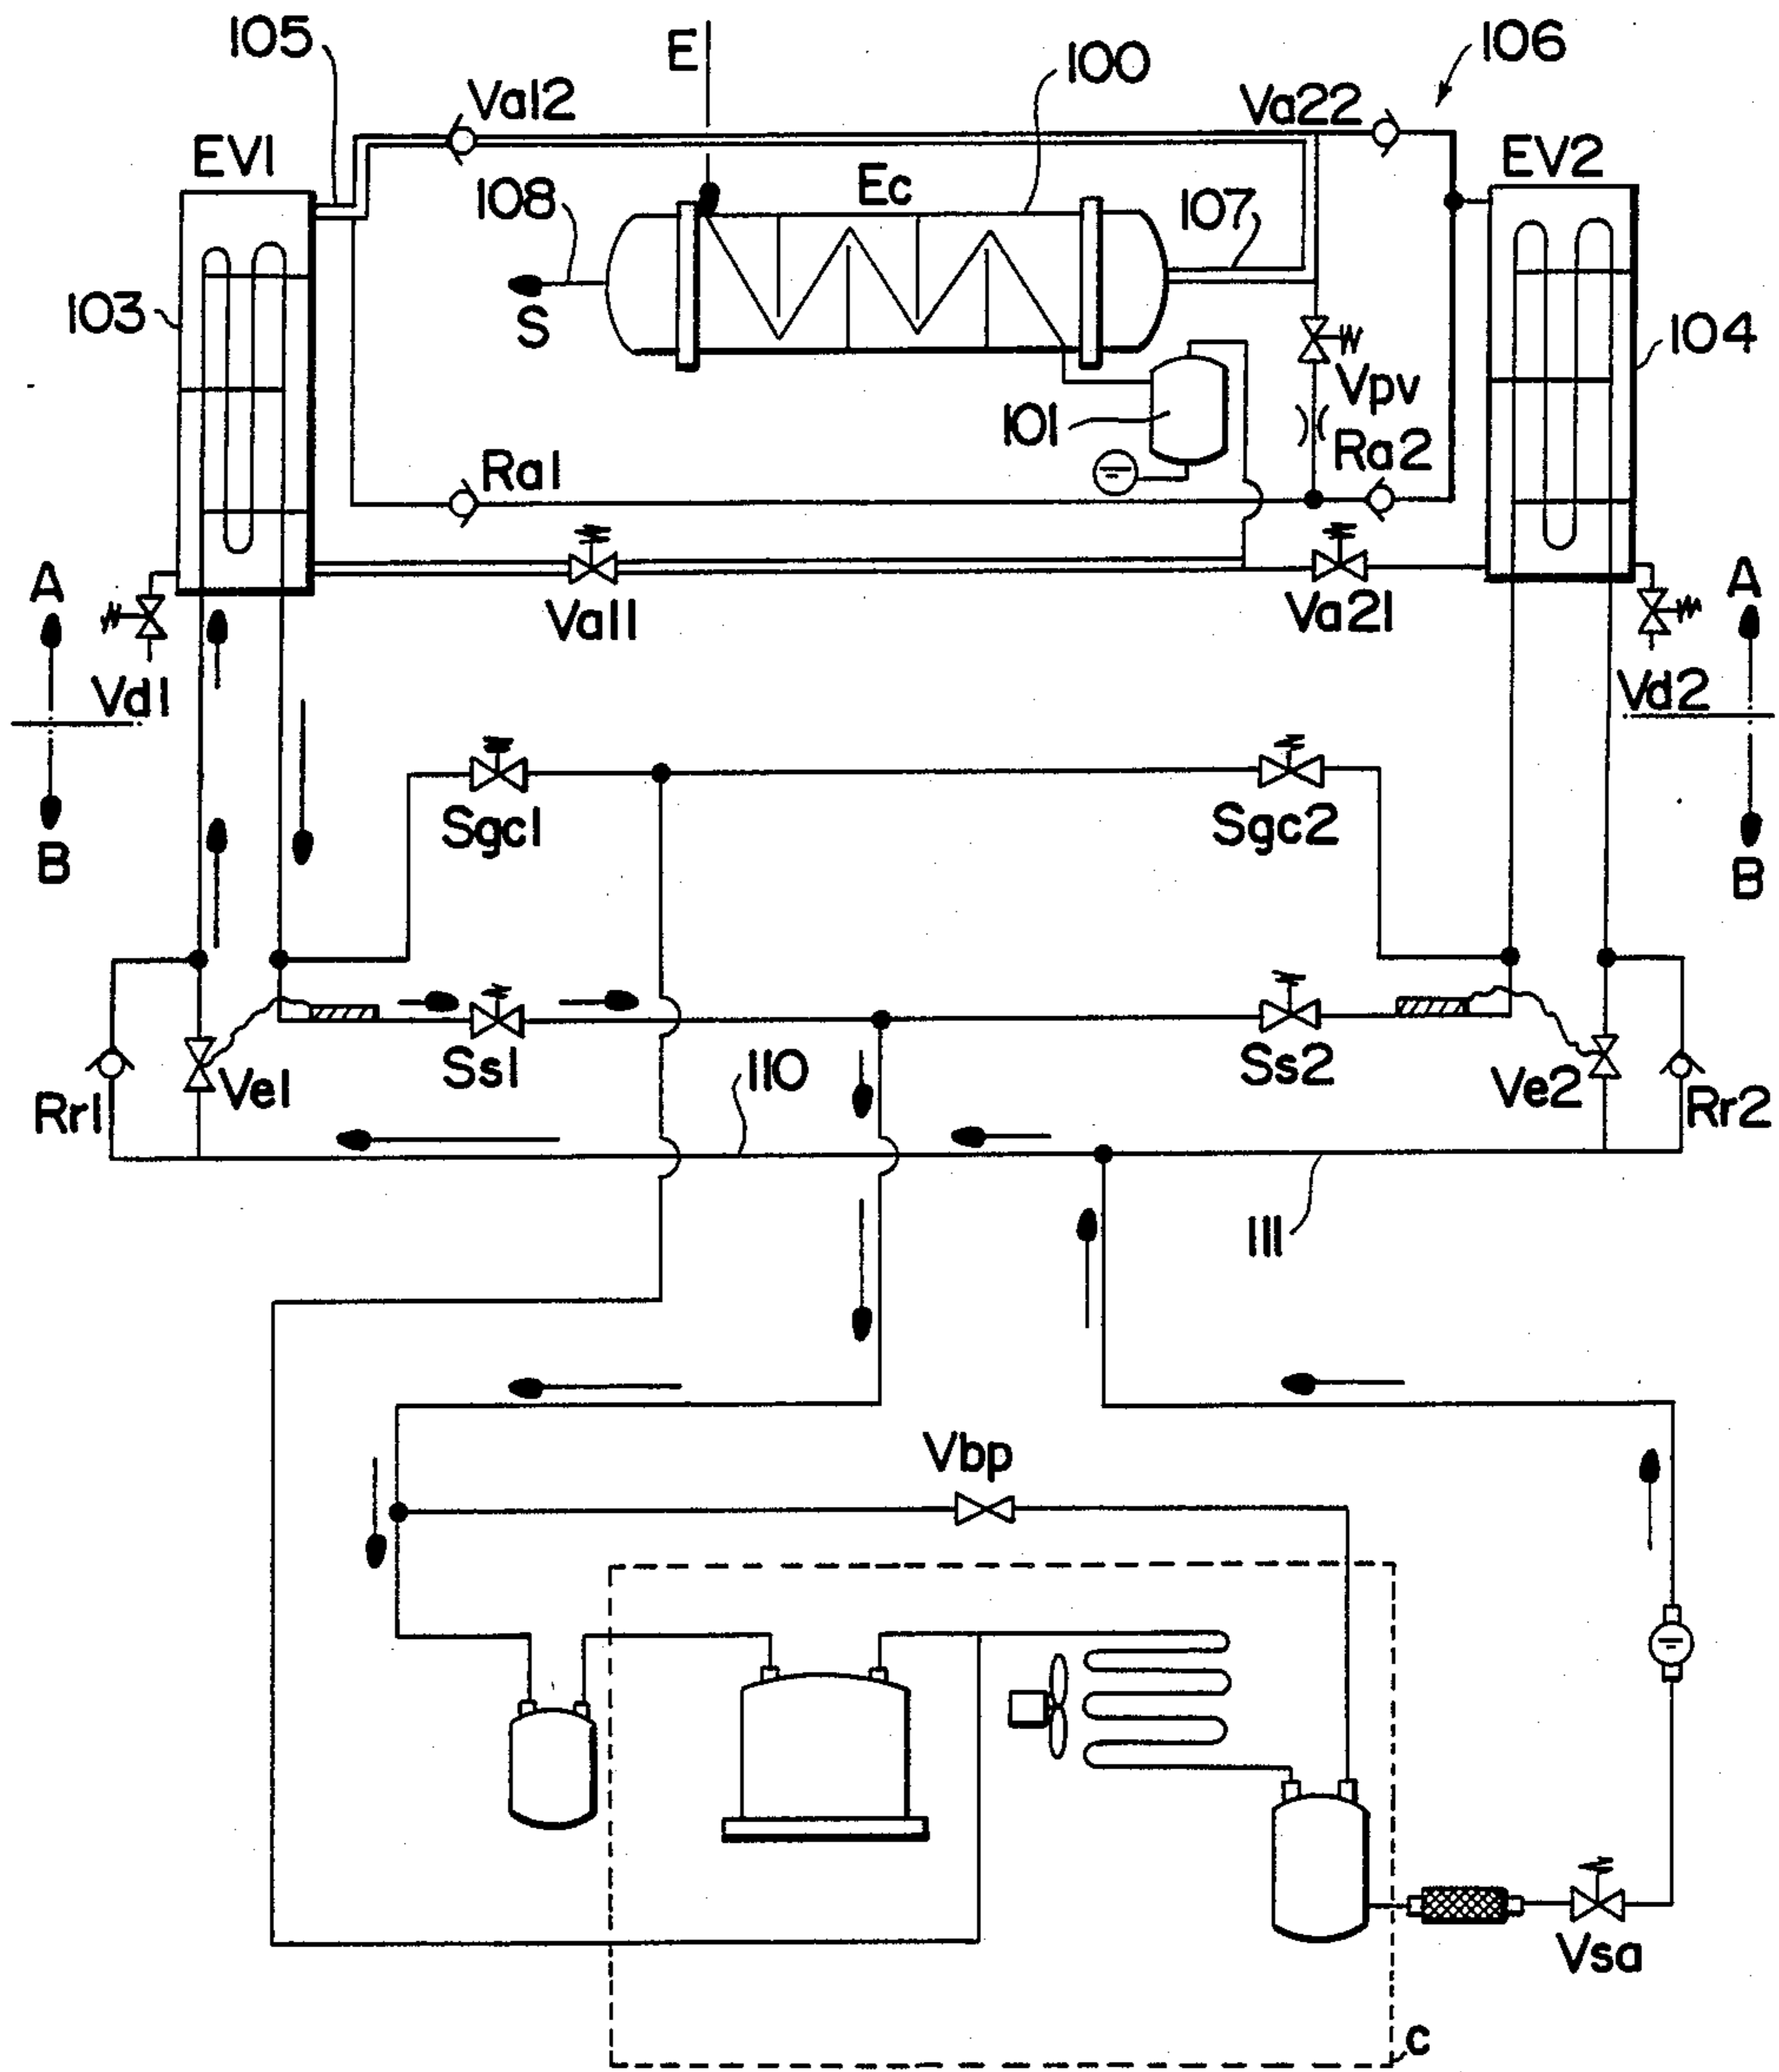 105
E
100
106
Va12
Va22
EV1
EV2
Ec
108
107
S
103
104
Vpv
101
Ra1
Ra2
A
A
Va11
Va21
Vd1
Vd2
Sgc1
Sgc2
B
B
Ss1
110
Ss2
Ve1
Ve2
Rr1
Rr2
111
Vbp
Vsa
c